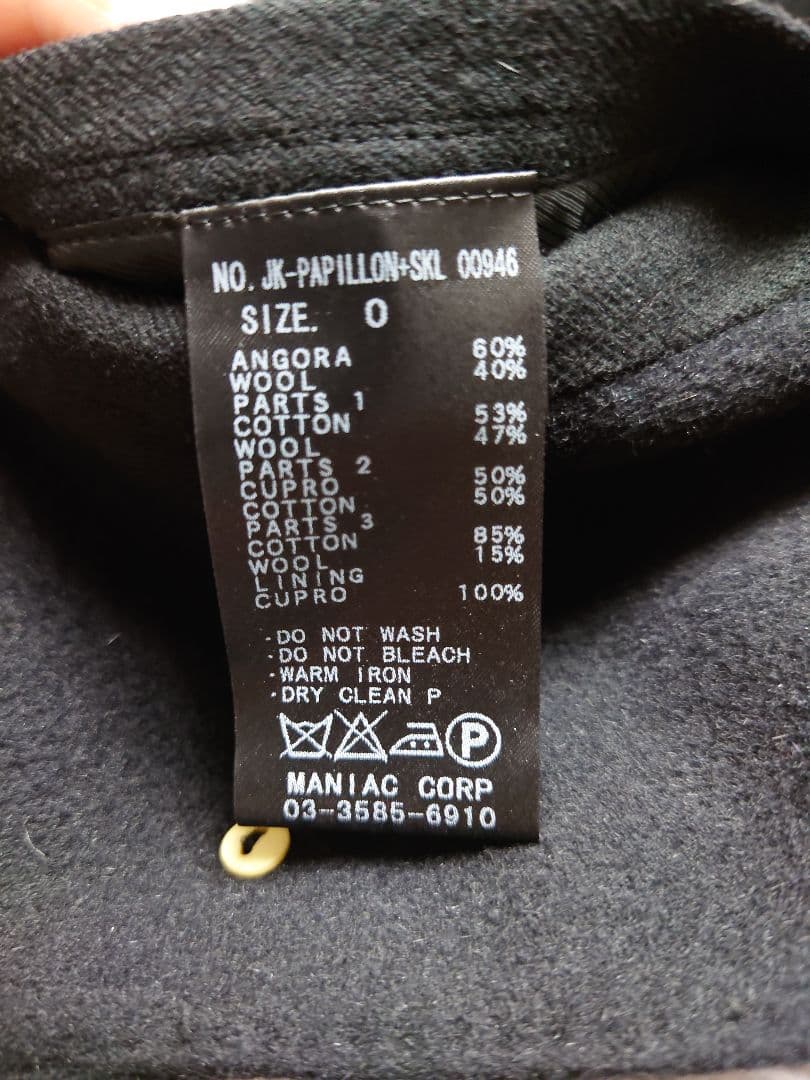 NO. JK-PAPILLON+SKL 00946
SIZE. 0
ANGORA 60%
WOOL 40%
PARTS 1
COTTON 53%
WOOL 47%
PARTS 2
CUPRO 50%
COTTON 50%
PARTS 3
COTTON 85%
WOOL 15%
LINING
CUPRO 100%
·DO NOT WASH
·DO NOT BLEACH
·WARM IRON
·DRY CLEAN P
P
MANIAC CORP
03-3585-6910